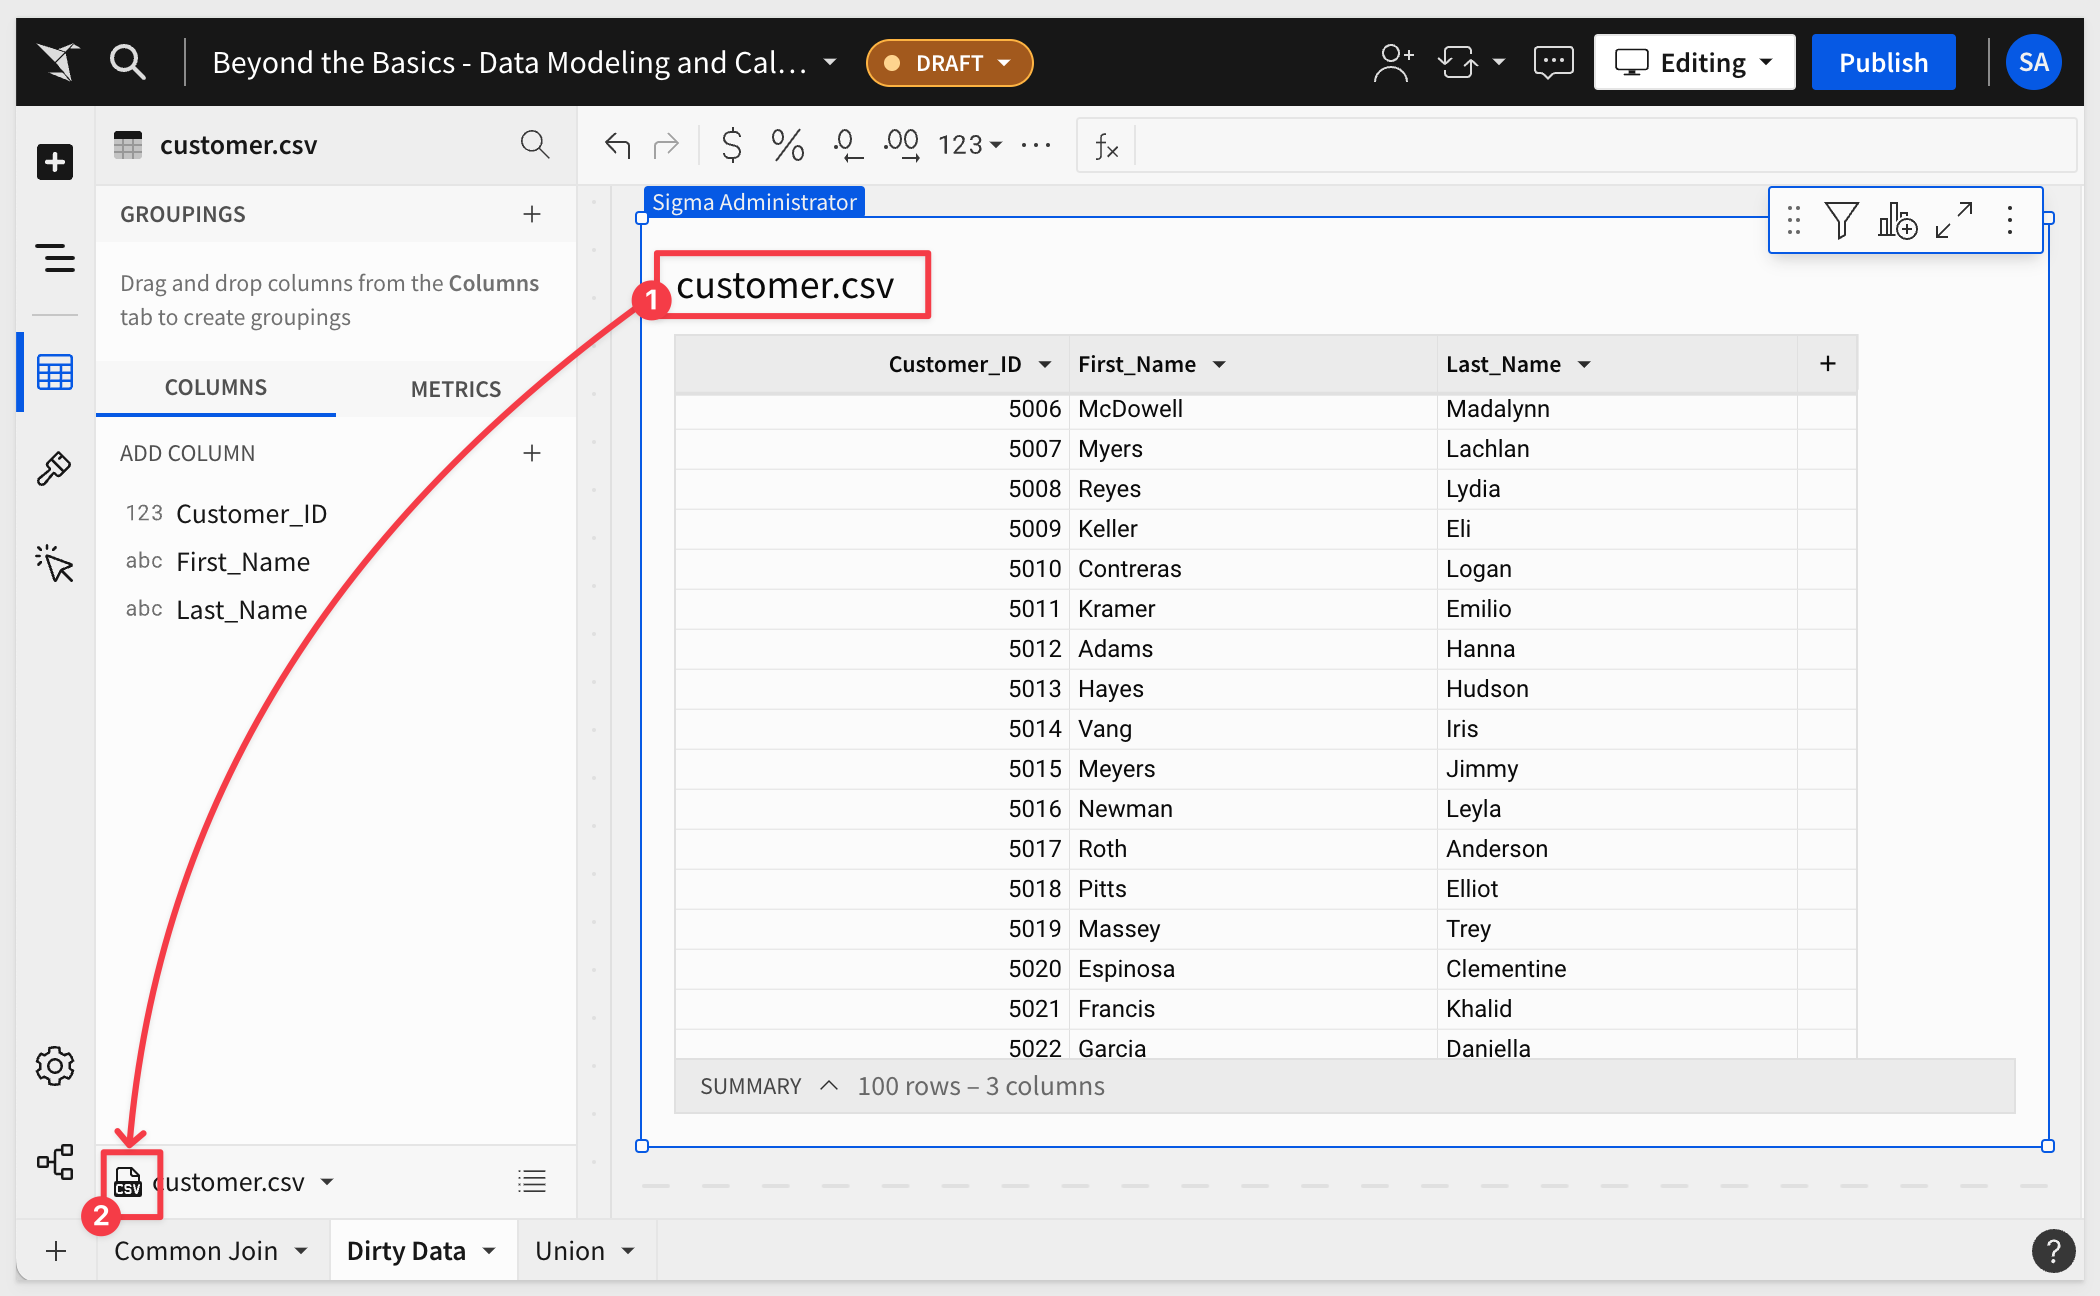 Beyond the Basics - Data Modeling and Cal...
DRAFT
Editing
Publish
SA
customer.csv
$ % .0 .00 123 ...
fx
GROUPINGS
Drag and drop columns from the Columns
tab to create groupings
COLUMNS
METRICS
ADD COLUMN
123 Customer_ID
abc First_Name
abc Last_Name
Sigma Administrator
1
customer.csv
Customer_ID First_Name Last_Name
5006 McDowell Madalynn
5007 Myers Lachlan
5008 Reyes Lydia
5009 Keller Eli
5010 Contreras Logan
5011 Kramer Emilio
5012 Adams Hanna
5013 Hayes Hudson
5014 Vang Iris
5015 Meyers Jimmy
5016 Newman Leyla
5017 Roth Anderson
5018 Pitts Elliot
5019 Massey Trey
5020 Espinosa Clementine
5021 Francis Khalid
5022 Garcia Daniella
SUMMARY 100 rows – 3 columns
CSV customer.csv
2
Common Join
Dirty Data
Union
?